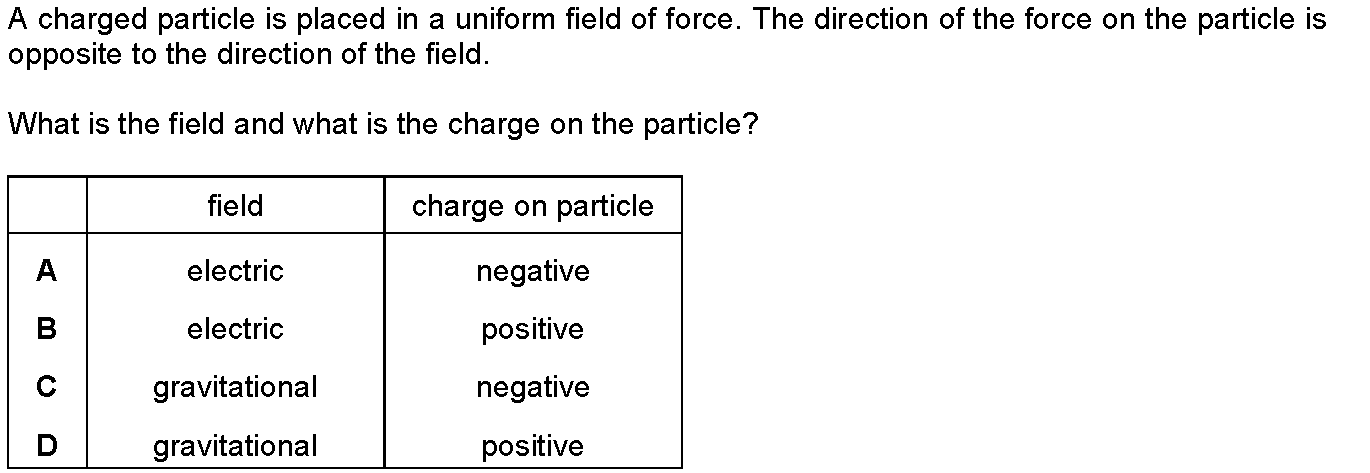 A charged particle is placed in a uniform field of force. The direction of the force on the particle is
opposite to the direction of the field.
What is the field and what is the charge on the particle?
field charge on particle
A electric negative
B electric positive
C gravitational negative
D gravitational positive